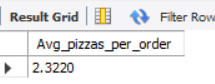 Result Grid Filter Row
Avg_pizzas_per_order
2.3220